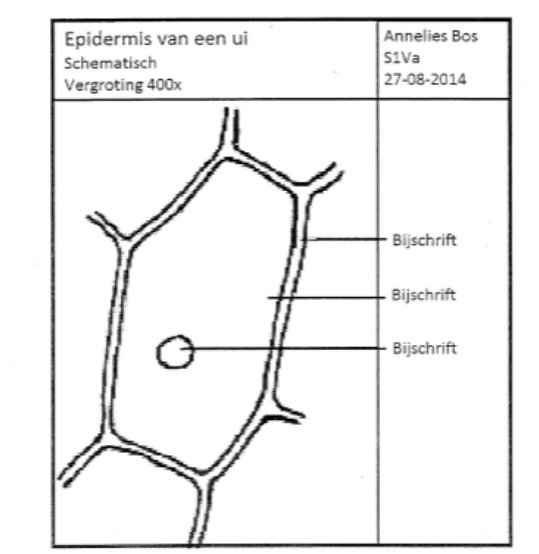 Epidermis van een ui
Schematisch
Vergroting 400x
Annelies Bos
S1Va
27-08-2014
Bijschrift
Bijschrift
Bijschrift